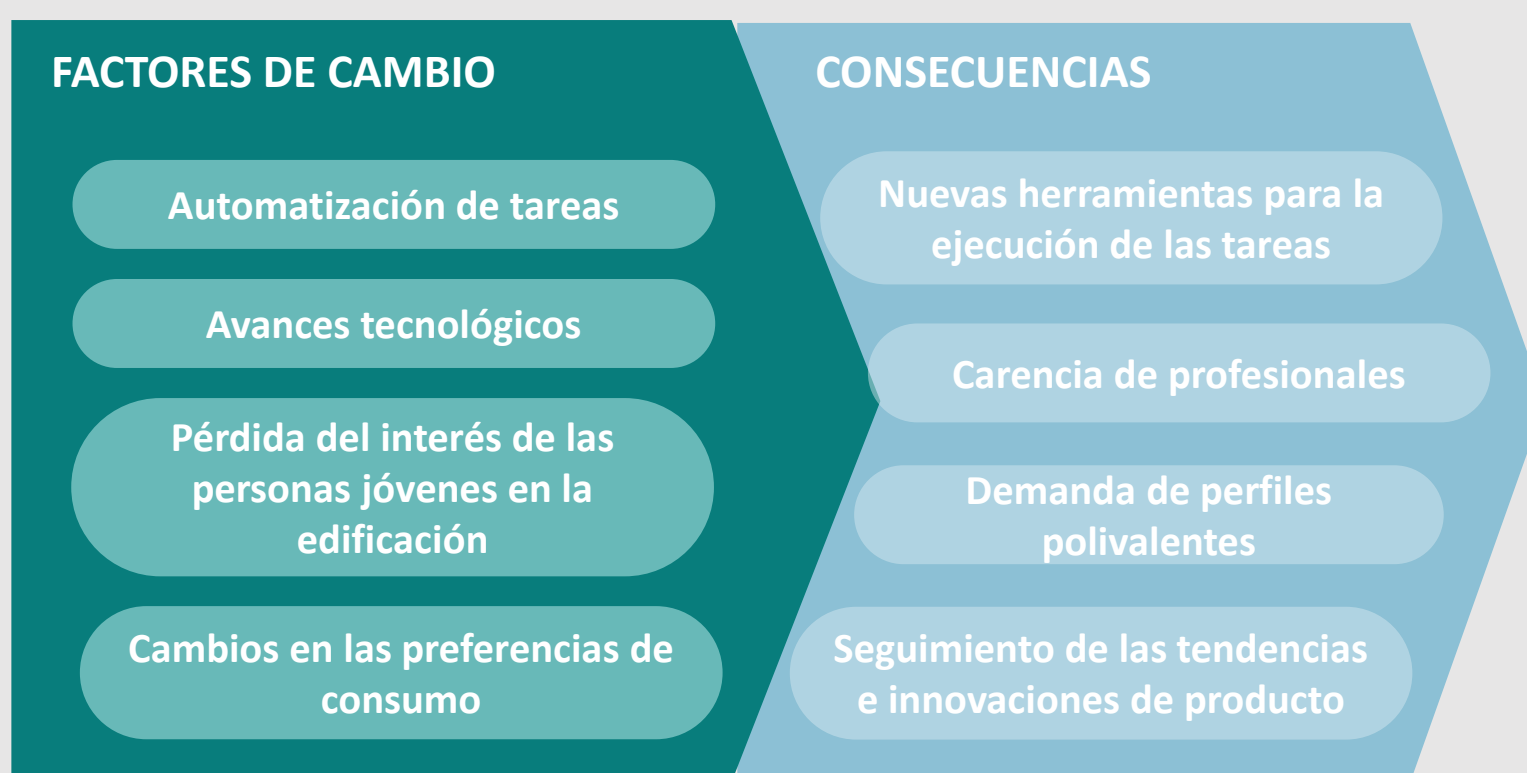 FACTORES DE CAMBIO
Automatización de tareas
Avances tecnológicos
Pérdida del interés de las
personas jóvenes en la
edificación
Cambios en las preferencias de
consumo
CONSECUENCIAS
Nuevas herramientas para la
ejecución de las tareas
Carencia de profesionales
Demanda de perfiles
polivalentes
Seguimiento de las tendencias
e innovaciones de producto